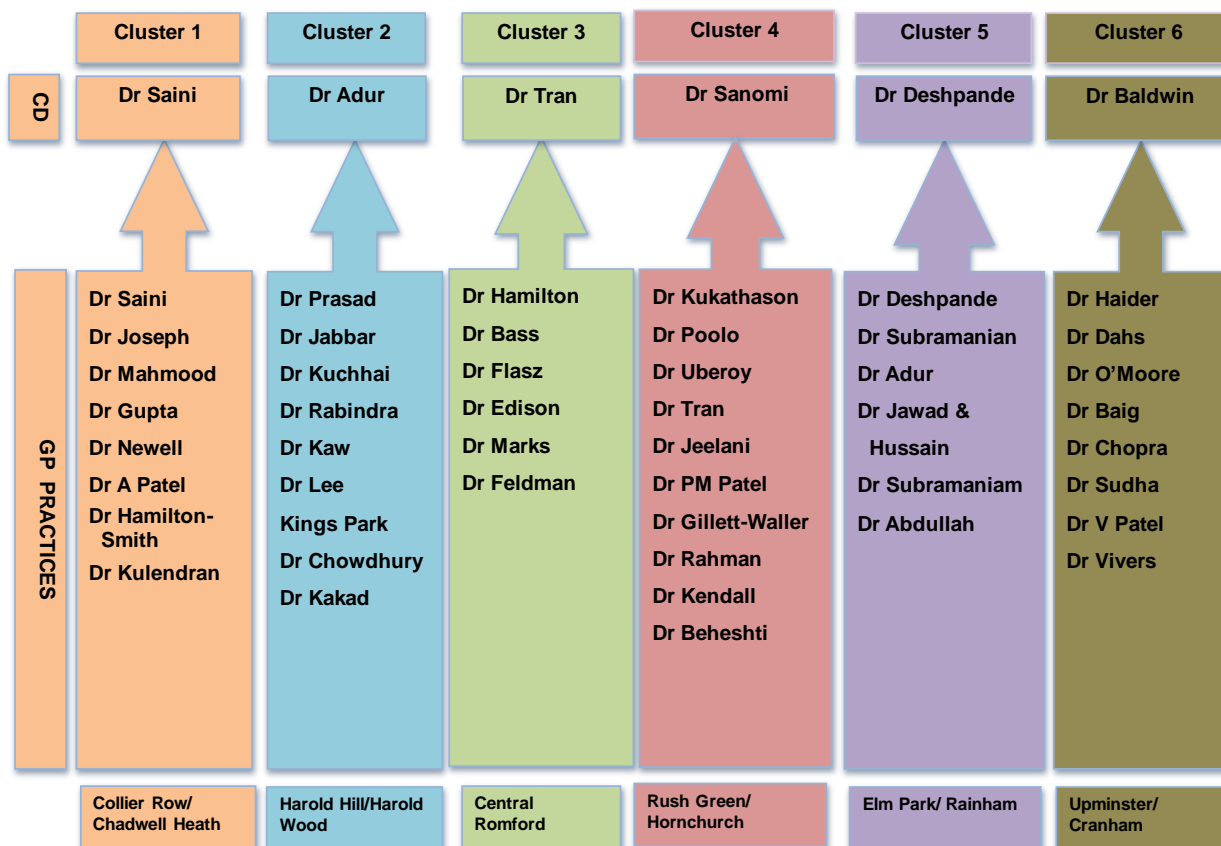 Cluster 1
Cluster 2
Cluster 3
Cluster 4
Cluster 5
Cluster 6
CD
Dr Saini
Dr Adur
Dr Tran
Dr Sanomi
Dr Deshpande
Dr Baldwin
GP PRACTICES
Dr Saini
Dr Joseph
Dr Mahmood
Dr Gupta
Dr Newell
Dr A Patel
Dr Hamilton-
Smith
Dr Kulendran
Dr Prasad
Dr Jabbar
Dr Kuchhai
Dr Rabindra
Dr Kaw
Dr Lee
Kings Park
Dr Chowdhury
Dr Kakad
Dr Hamilton
Dr Bass
Dr Flasz
Dr Edison
Dr Marks
Dr Feldman
Dr Kukathason
Dr Poolo
Dr Uberoy
Dr Tran
Dr Jeelani
Dr PM Patel
Dr Gillett-Waller
Dr Rahman
Dr Kendall
Dr Beheshti
Dr Deshpande
Dr Subramanian
Dr Adur
Dr Jawad &
Hussain
Dr Subramaniam
Dr Abdullah
Dr Haider
Dr Dahs
Dr O’Moore
Dr Baig
Dr Chopra
Dr Sudha
Dr V Patel
Dr Vivers
Collier Row/
Chadwell Heath
Harold Hill/Harold
Wood
Central
Romford
Rush Green/
Hornchurch
Elm Park/ Rainham
Upminster/
Cranham